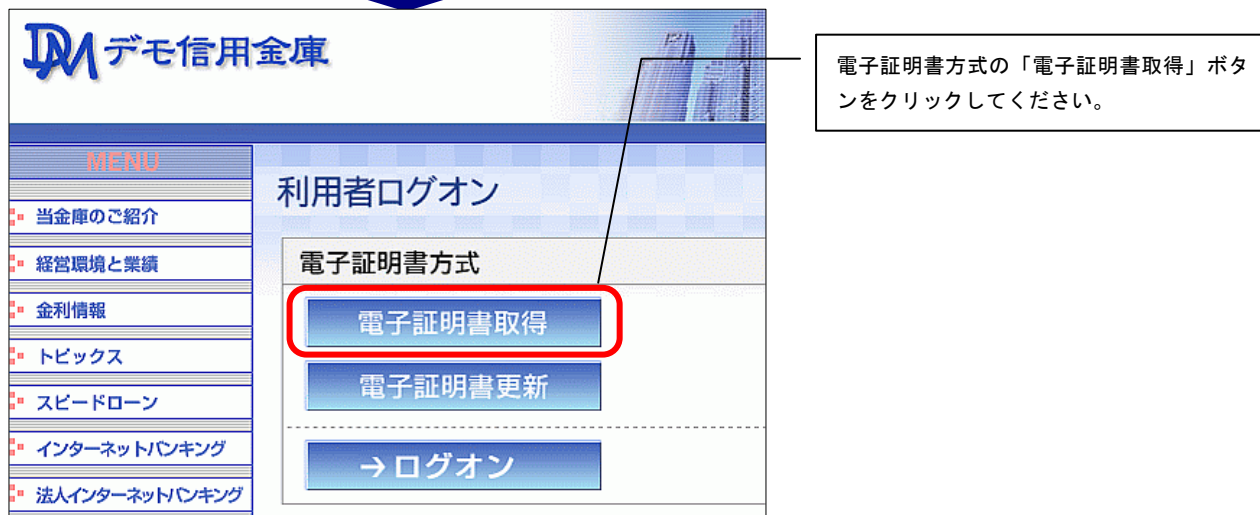 DM デモ信用金庫
電子証明書方式の「電子証明書取得」ボタ
ンをクリックしてください。
MENU
当金庫のご紹介
経営環境と業績
金利情報
トピックス
スピードローン
インターネットバンキング
法人インターネットバンキング
利用者ログオン
電子証明書方式
電子証明書取得
電子証明書更新
→ログオン